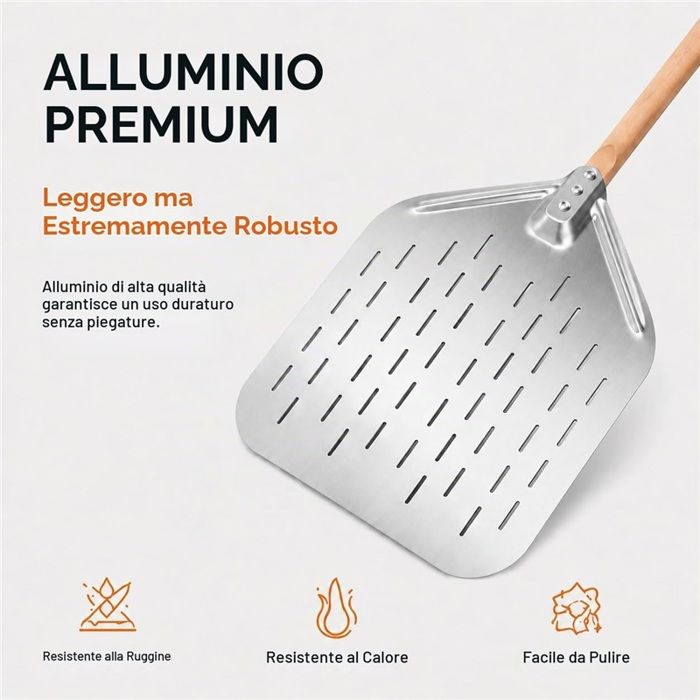 ALLUMINIO
PREMIUM
Leggero ma
Estremamente Robusto
Alluminio di alta qualità
garantisce un uso duraturo
senza piegature.
Resistente alla Ruggine
Resistente al Calore
Facile da Pulire